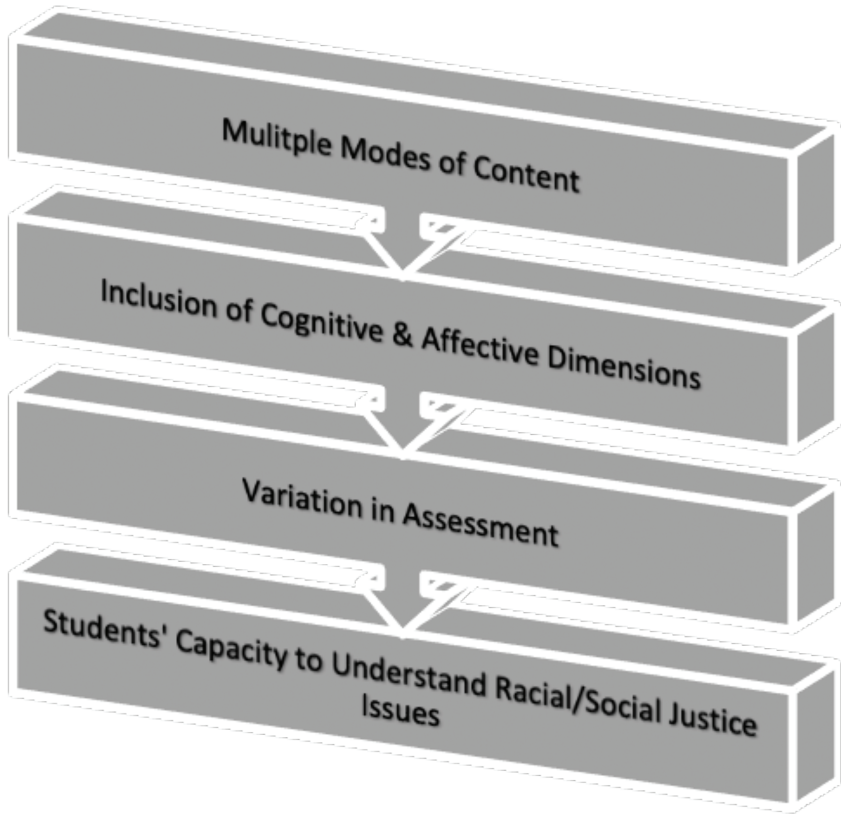 Mulitple Modes of Content
Inclusion of Cognitive & Affective Dimensions
Variation in Assessment
Students' Capacity to Understand Racial/Social Justice
Issues